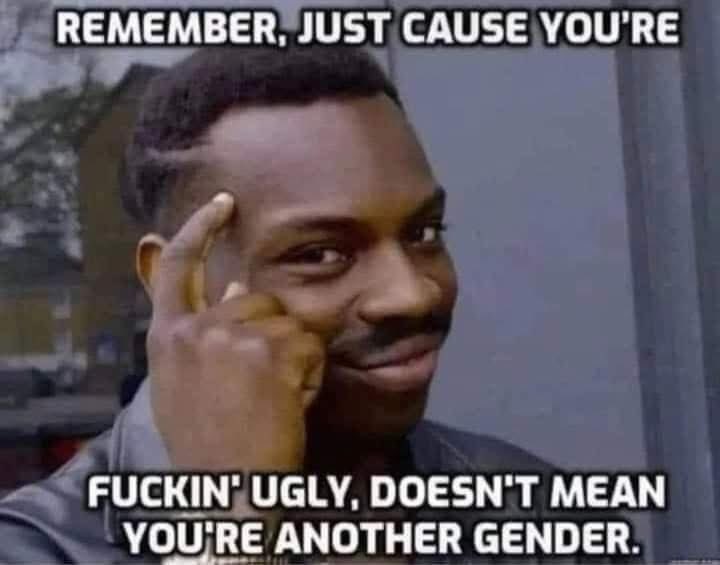 REMEMBER, JUST CAUSE YOU'RE
FUCKIN' UGLY, DOESN'T MEAN
YOU'RE ANOTHER GENDER.